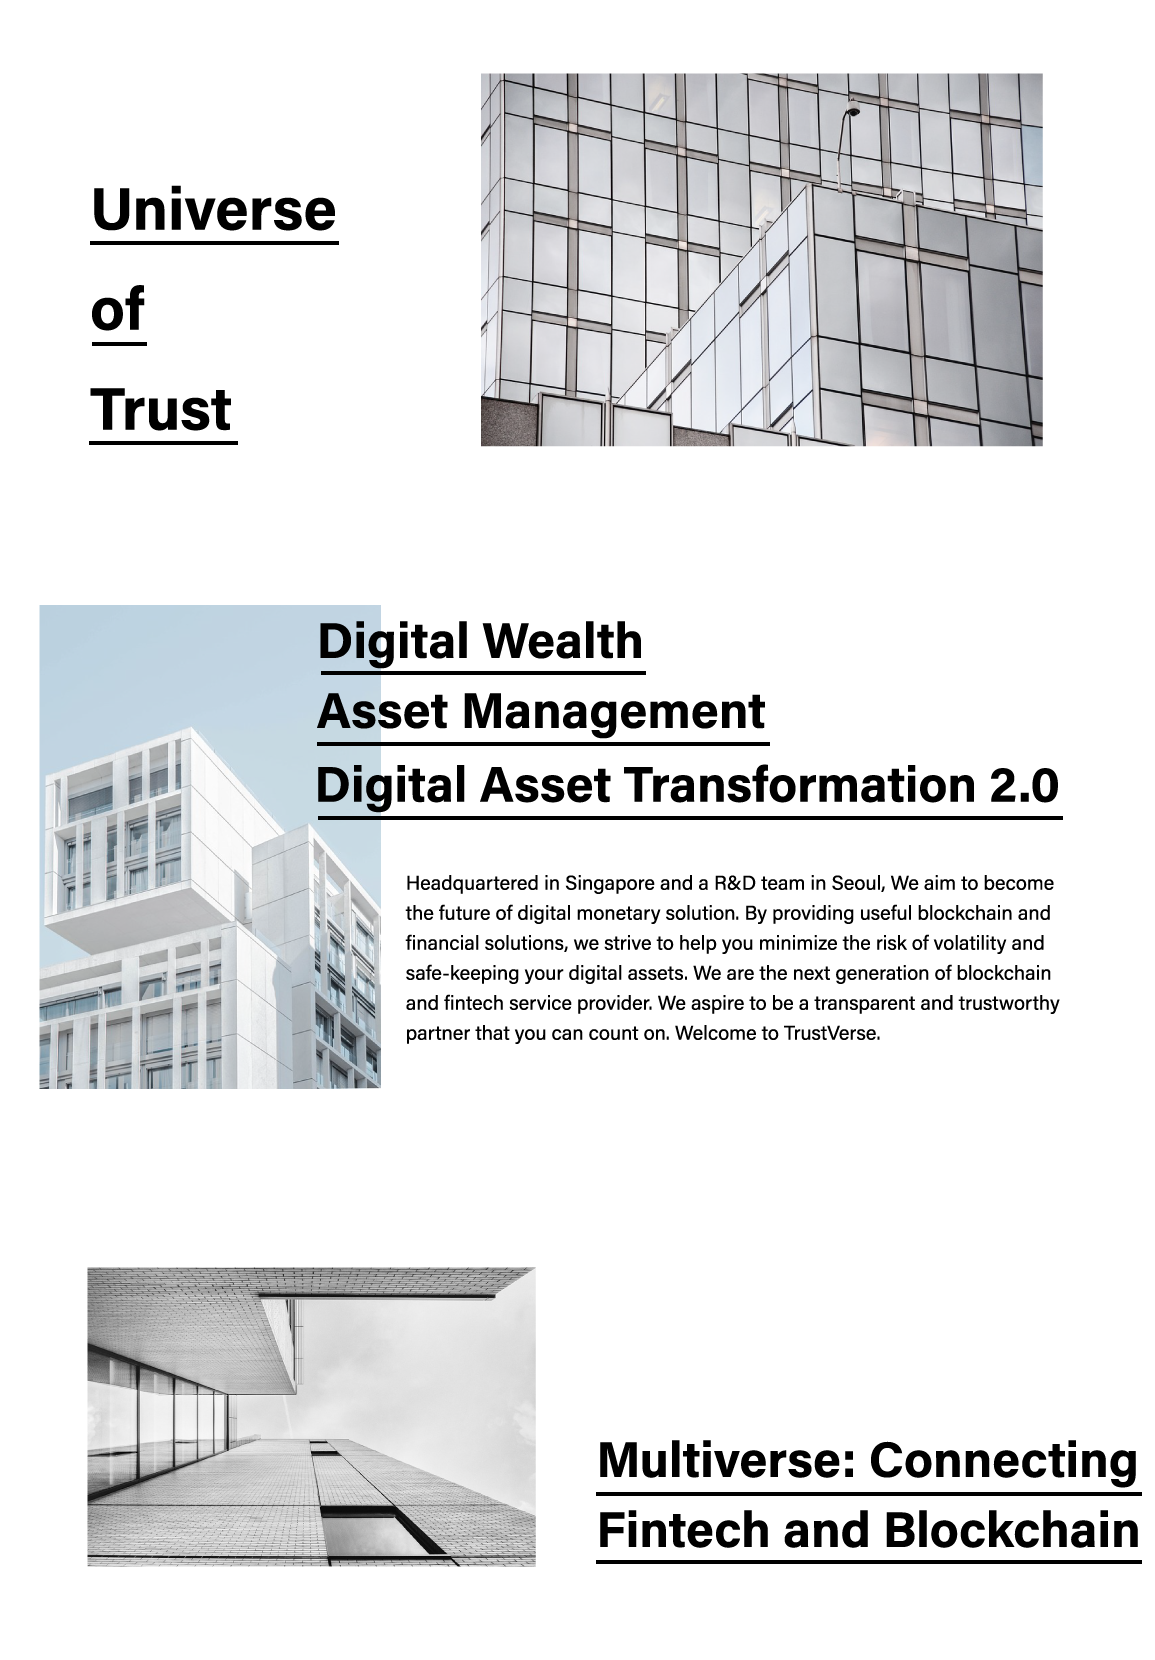 Universe
of
Trust
Digital Wealth
Asset Management
Digital Asset Transformation 2.0
Headquartered in Singapore and a R&D team in Seoul, We aim to become
the future of digital monetary solution. By providing useful blockchain and
financial solutions, we strive to help you minimize the risk of volatility and
safe-keeping your digital assets. We are the next generation of blockchain
and fintech service provider. We aspire to be a transparent and trustworthy
partner that you can count on. Welcome to TrustVerse.
Multiverse: Connecting
Fintech and Blockchain